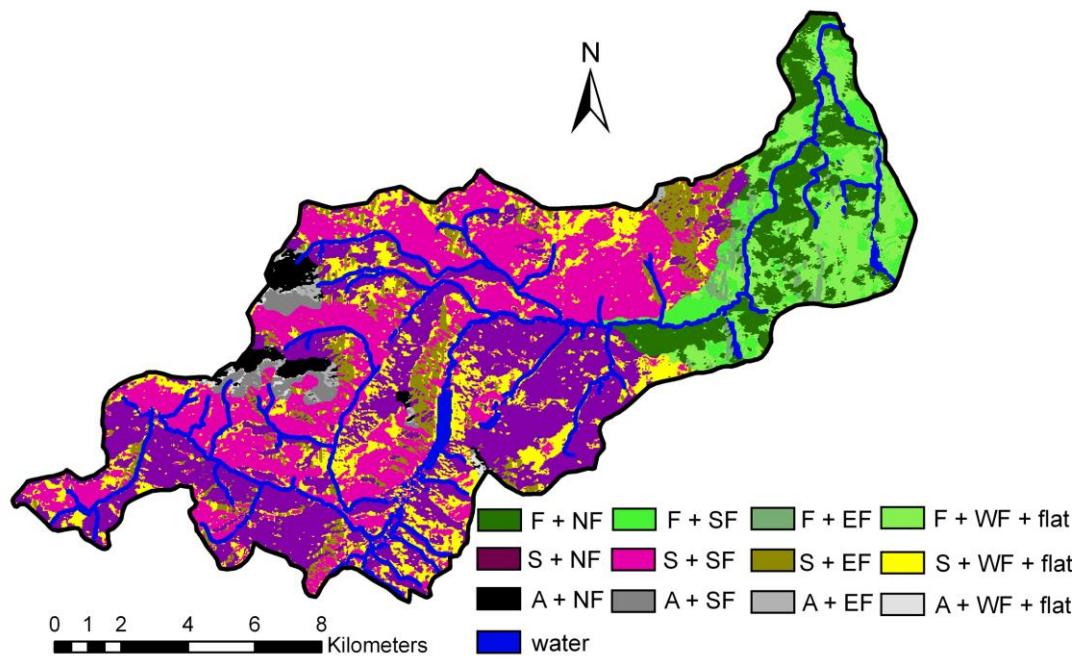 N
F + NF F + SF F + EF F + WF + flat
S + NF S + SF S + EF S + WF + flat
A + NF A + SF A + EF A + WF + flat
water
0 1 2 4 6 8
Kilometers